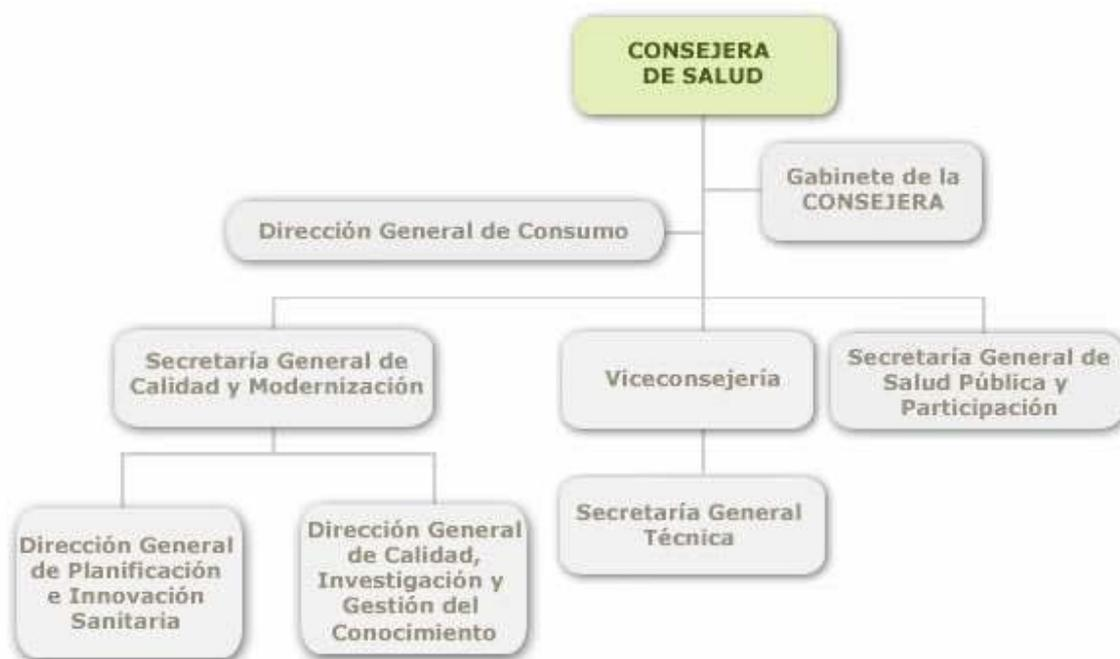 CONSEJERA
DE SALUD
Gabinete de la
CONSEJERA
Dirección General de Consumo
Secretaría General de
Calidad y Modernización
Viceconsejería
Secretaría General de
Salud Pública y
Participación
Dirección General
de Planificación
e Innovación
Sanitaria
Dirección General
de Calidad,
Investigación y
Gestión del
Conocimiento
Secretaría General
Técnica